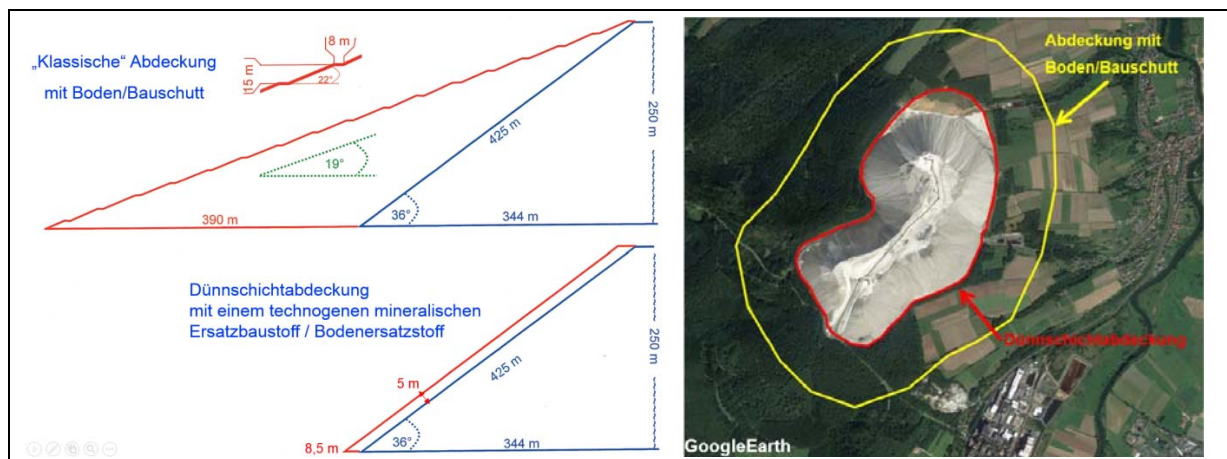 „Klassische“ Abdeckung
mit Boden/Bauschutt
8 m
15 m
22°
19°
425 m
250 m
390 m
36°
344 m
Dünnschichtabdeckung
mit einem technogenen mineralischen
Ersatzbaustoff / Bodenersatzstoff
5 m
425 m
250 m
8,5 m
36°
344 m
Abdeckung mit
Boden/Bauschutt
Dünnschichtabdeckung
GoogleEarth